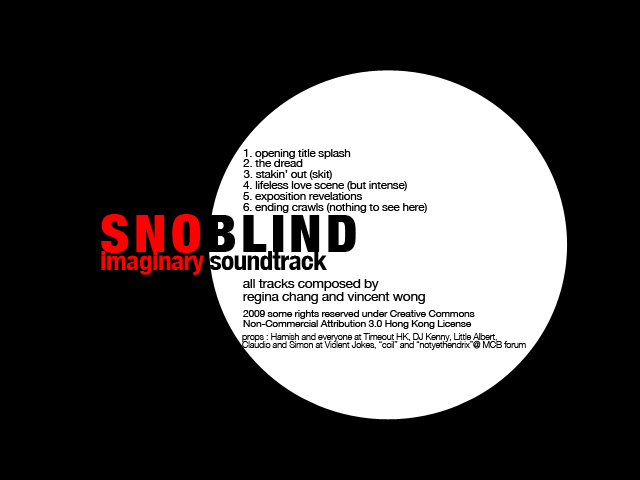 1. opening title splash
2. the dread
3. stakin' out (skit)
4. lifeless love scene (but intense)
5. exposition revelations
6. ending crawls (nothing to see here)
SNOBLIND
imaginary soundtrack
all tracks composed by
regina chang and vincent wong
2009 some rights reserved under Creative Commons
Non-Commercial Attribution 3.0 Hong Kong License
props : Hamish and everyone at Timeout HK, DJ Kenny, Little Albert,
Claudio and Simon at Violent Jokes, "coil" and "notyethendrix"@ MCB forum